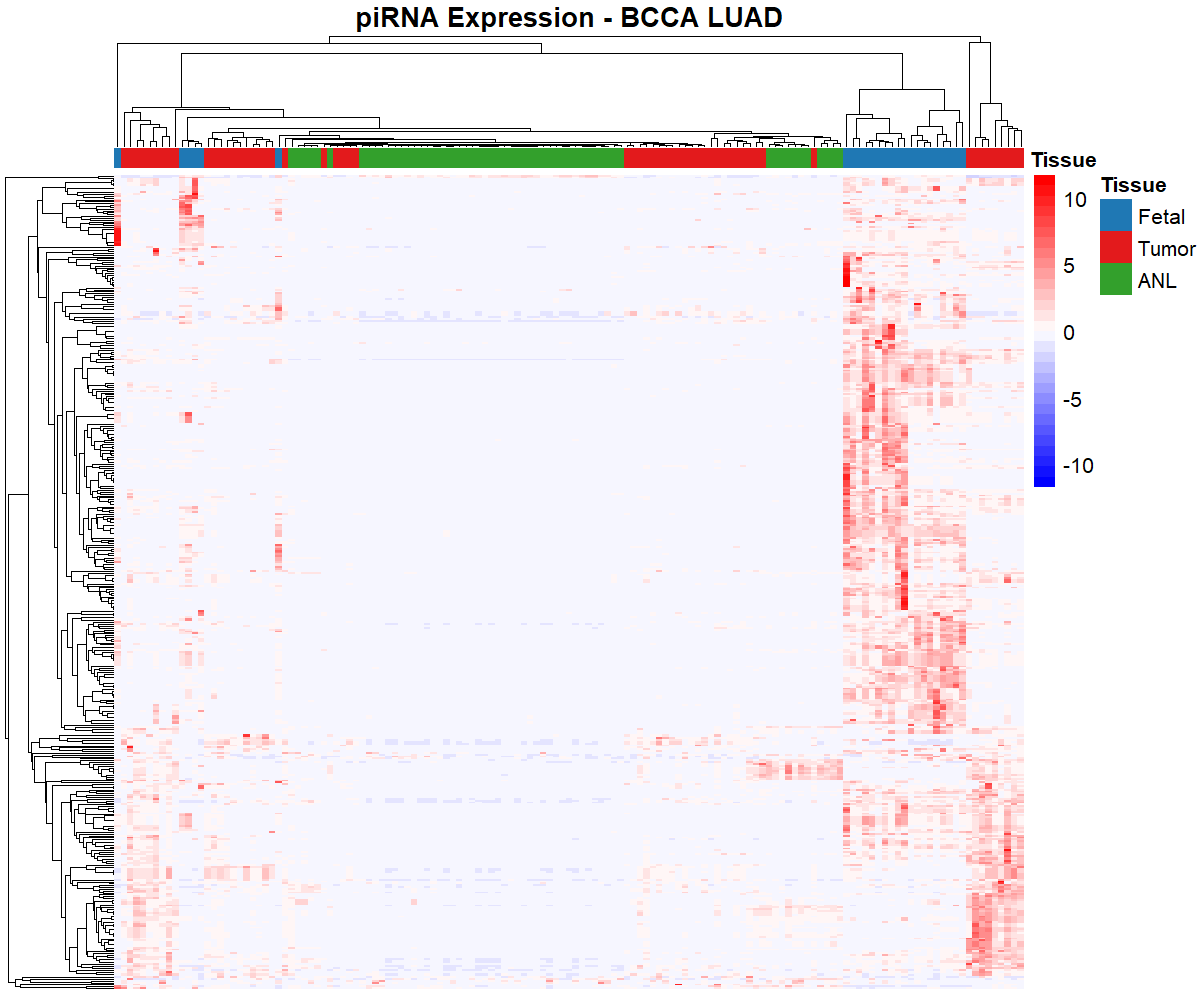 piRNA Expression - BCCA LUAD
Tissue
10
5
0
-5
-10
Tissue
Fetal
Tumor
ANL